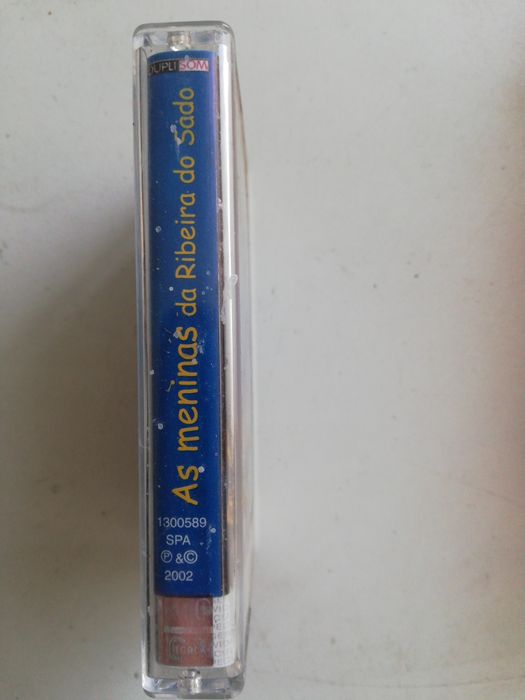 DUPLISOM
As meninas da Ribeira do Sado
1300589
SPA
℗ & ©
2002